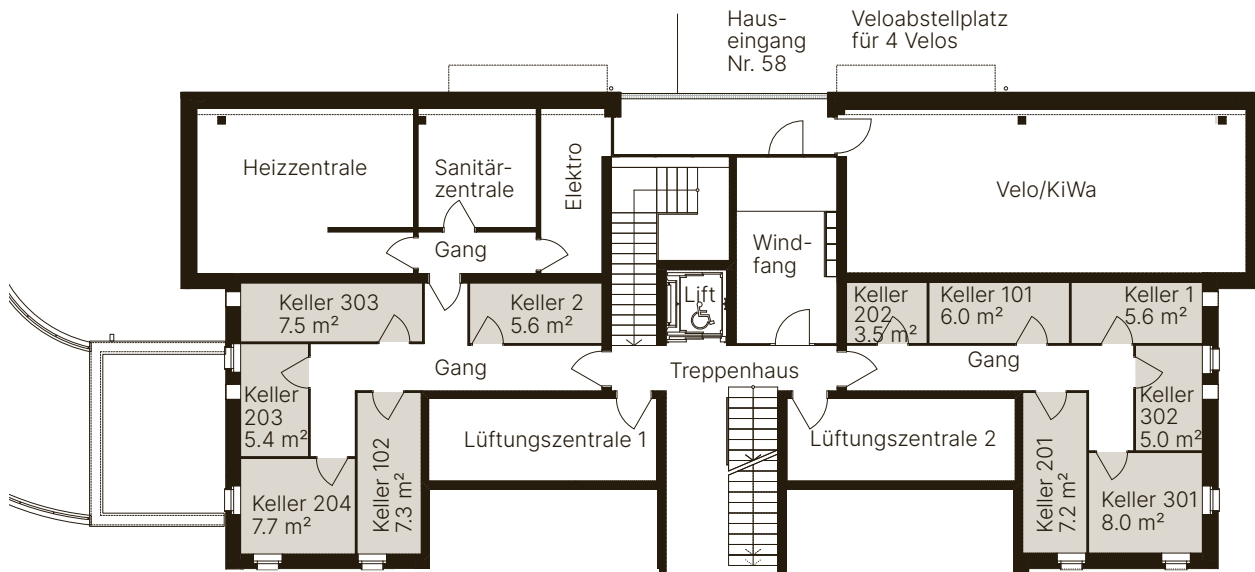 Haus-
eingang
Nr. 58
Veloabstellplatz
für 4 Velos
Heizzentrale
Sanitär-
zentrale
Elektro
Gang
Wind-
fang
Velo/KiWa
Keller 303
7.5 m²
Keller 2
5.6 m²
Lift
Keller
202
3.5 m²
Keller 101
6.0 m²
Keller 1
5.6 m²
Gang
Treppenhaus
Gang
Keller
203
5.4 m²
Keller
302
5.0 m²
Lüftungszentrale 1
Lüftungszentrale 2
Keller 204
7.7 m²
Keller 102
7.3 m²
Keller 201
7.2 m²
Keller 301
8.0 m²